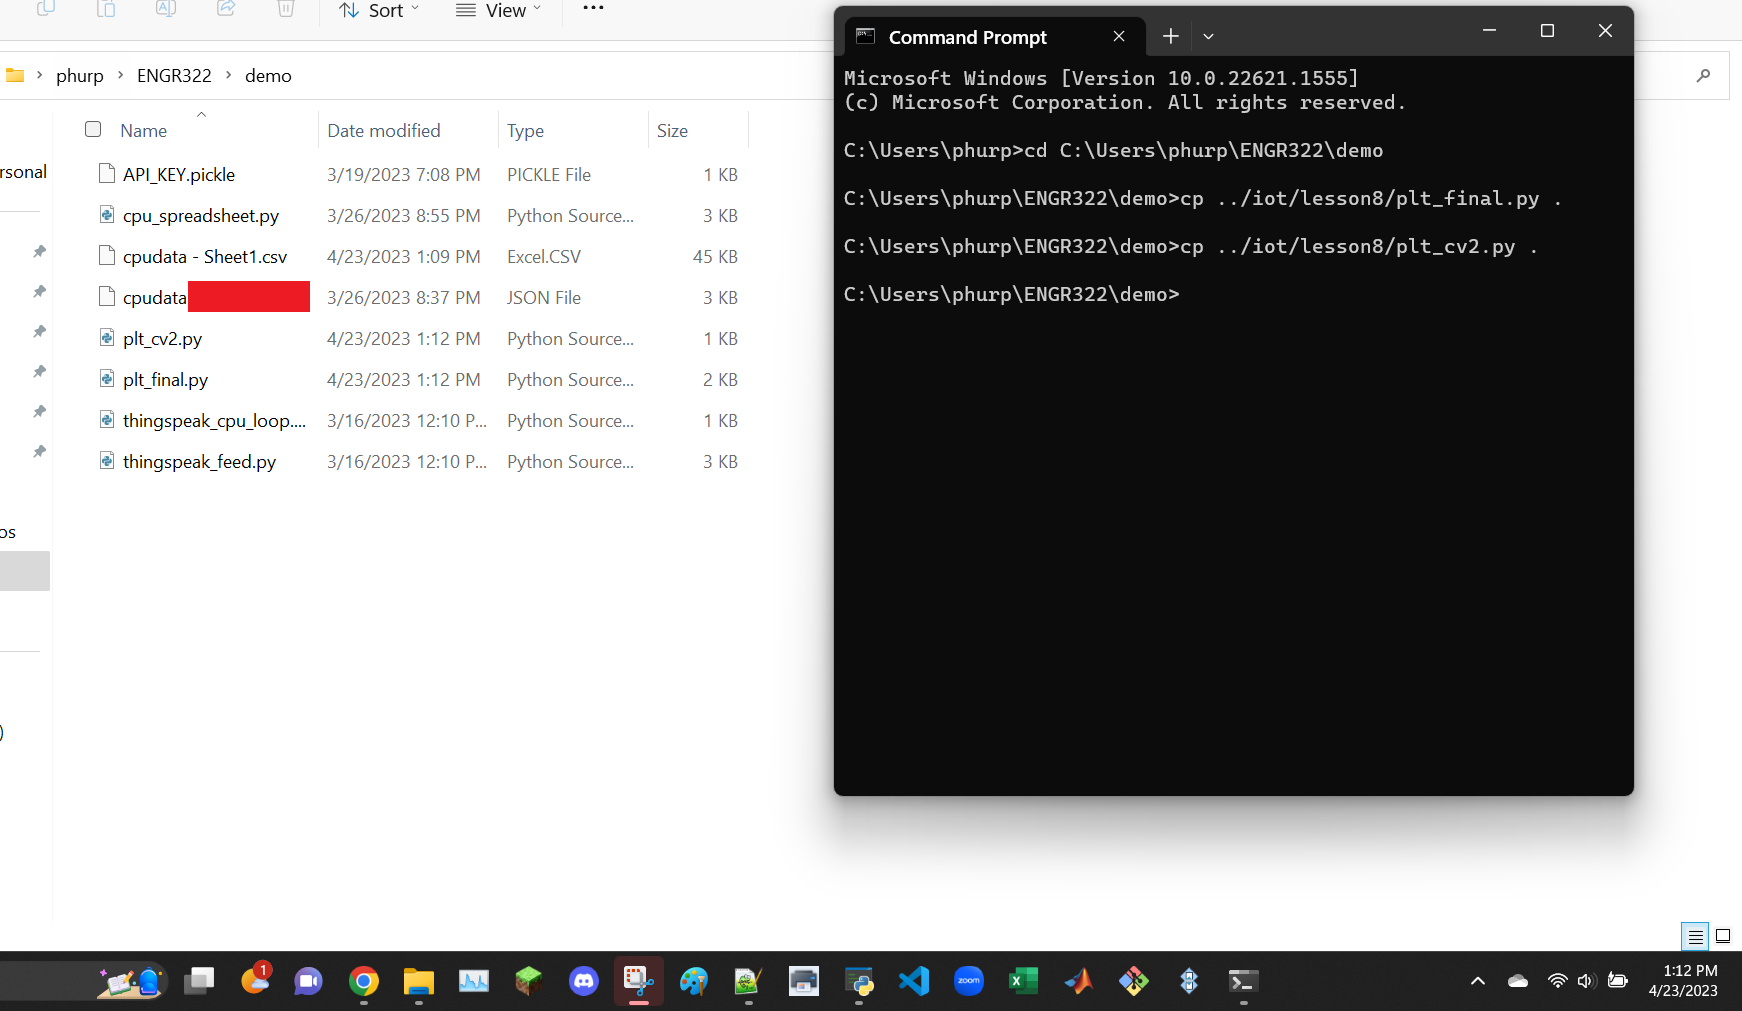 Sort
View
phurp > ENGR322 > demo
Name Date modified Type Size
API_KEY.pickle 3/19/2023 7:08 PM PICKLE File 1 KB
cpu_spreadsheet.py 3/26/2023 8:55 PM Python Source... 3 KB
cpudata - Sheet1.csv 4/23/2023 1:09 PM Excel.CSV 45 KB
cpudata 3/26/2023 8:37 PM JSON File 3 KB
plt_cv2.py 4/23/2023 1:12 PM Python Source... 1 KB
plt_final.py 4/23/2023 1:12 PM Python Source... 2 KB
thingspeak_cpu_loop.... 3/16/2023 12:10 P... Python Source... 1 KB
thingspeak_feed.py 3/16/2023 12:10 P... Python Source... 3 KB
rsonal
os
)
Command Prompt
Microsoft Windows [Version 10.0.22621.1555]
(c) Microsoft Corporation. All rights reserved.
C:\Users\phurp>cd C:\Users\phurp\ENGR322\demo
C:\Users\phurp\ENGR322\demo>cp ../iot/lesson8/plt_final.py .
C:\Users\phurp\ENGR322\demo>cp ../iot/lesson8/plt_cv2.py .
C:\Users\phurp\ENGR322\demo>
1
zoom
1:12 PM
4/23/2023